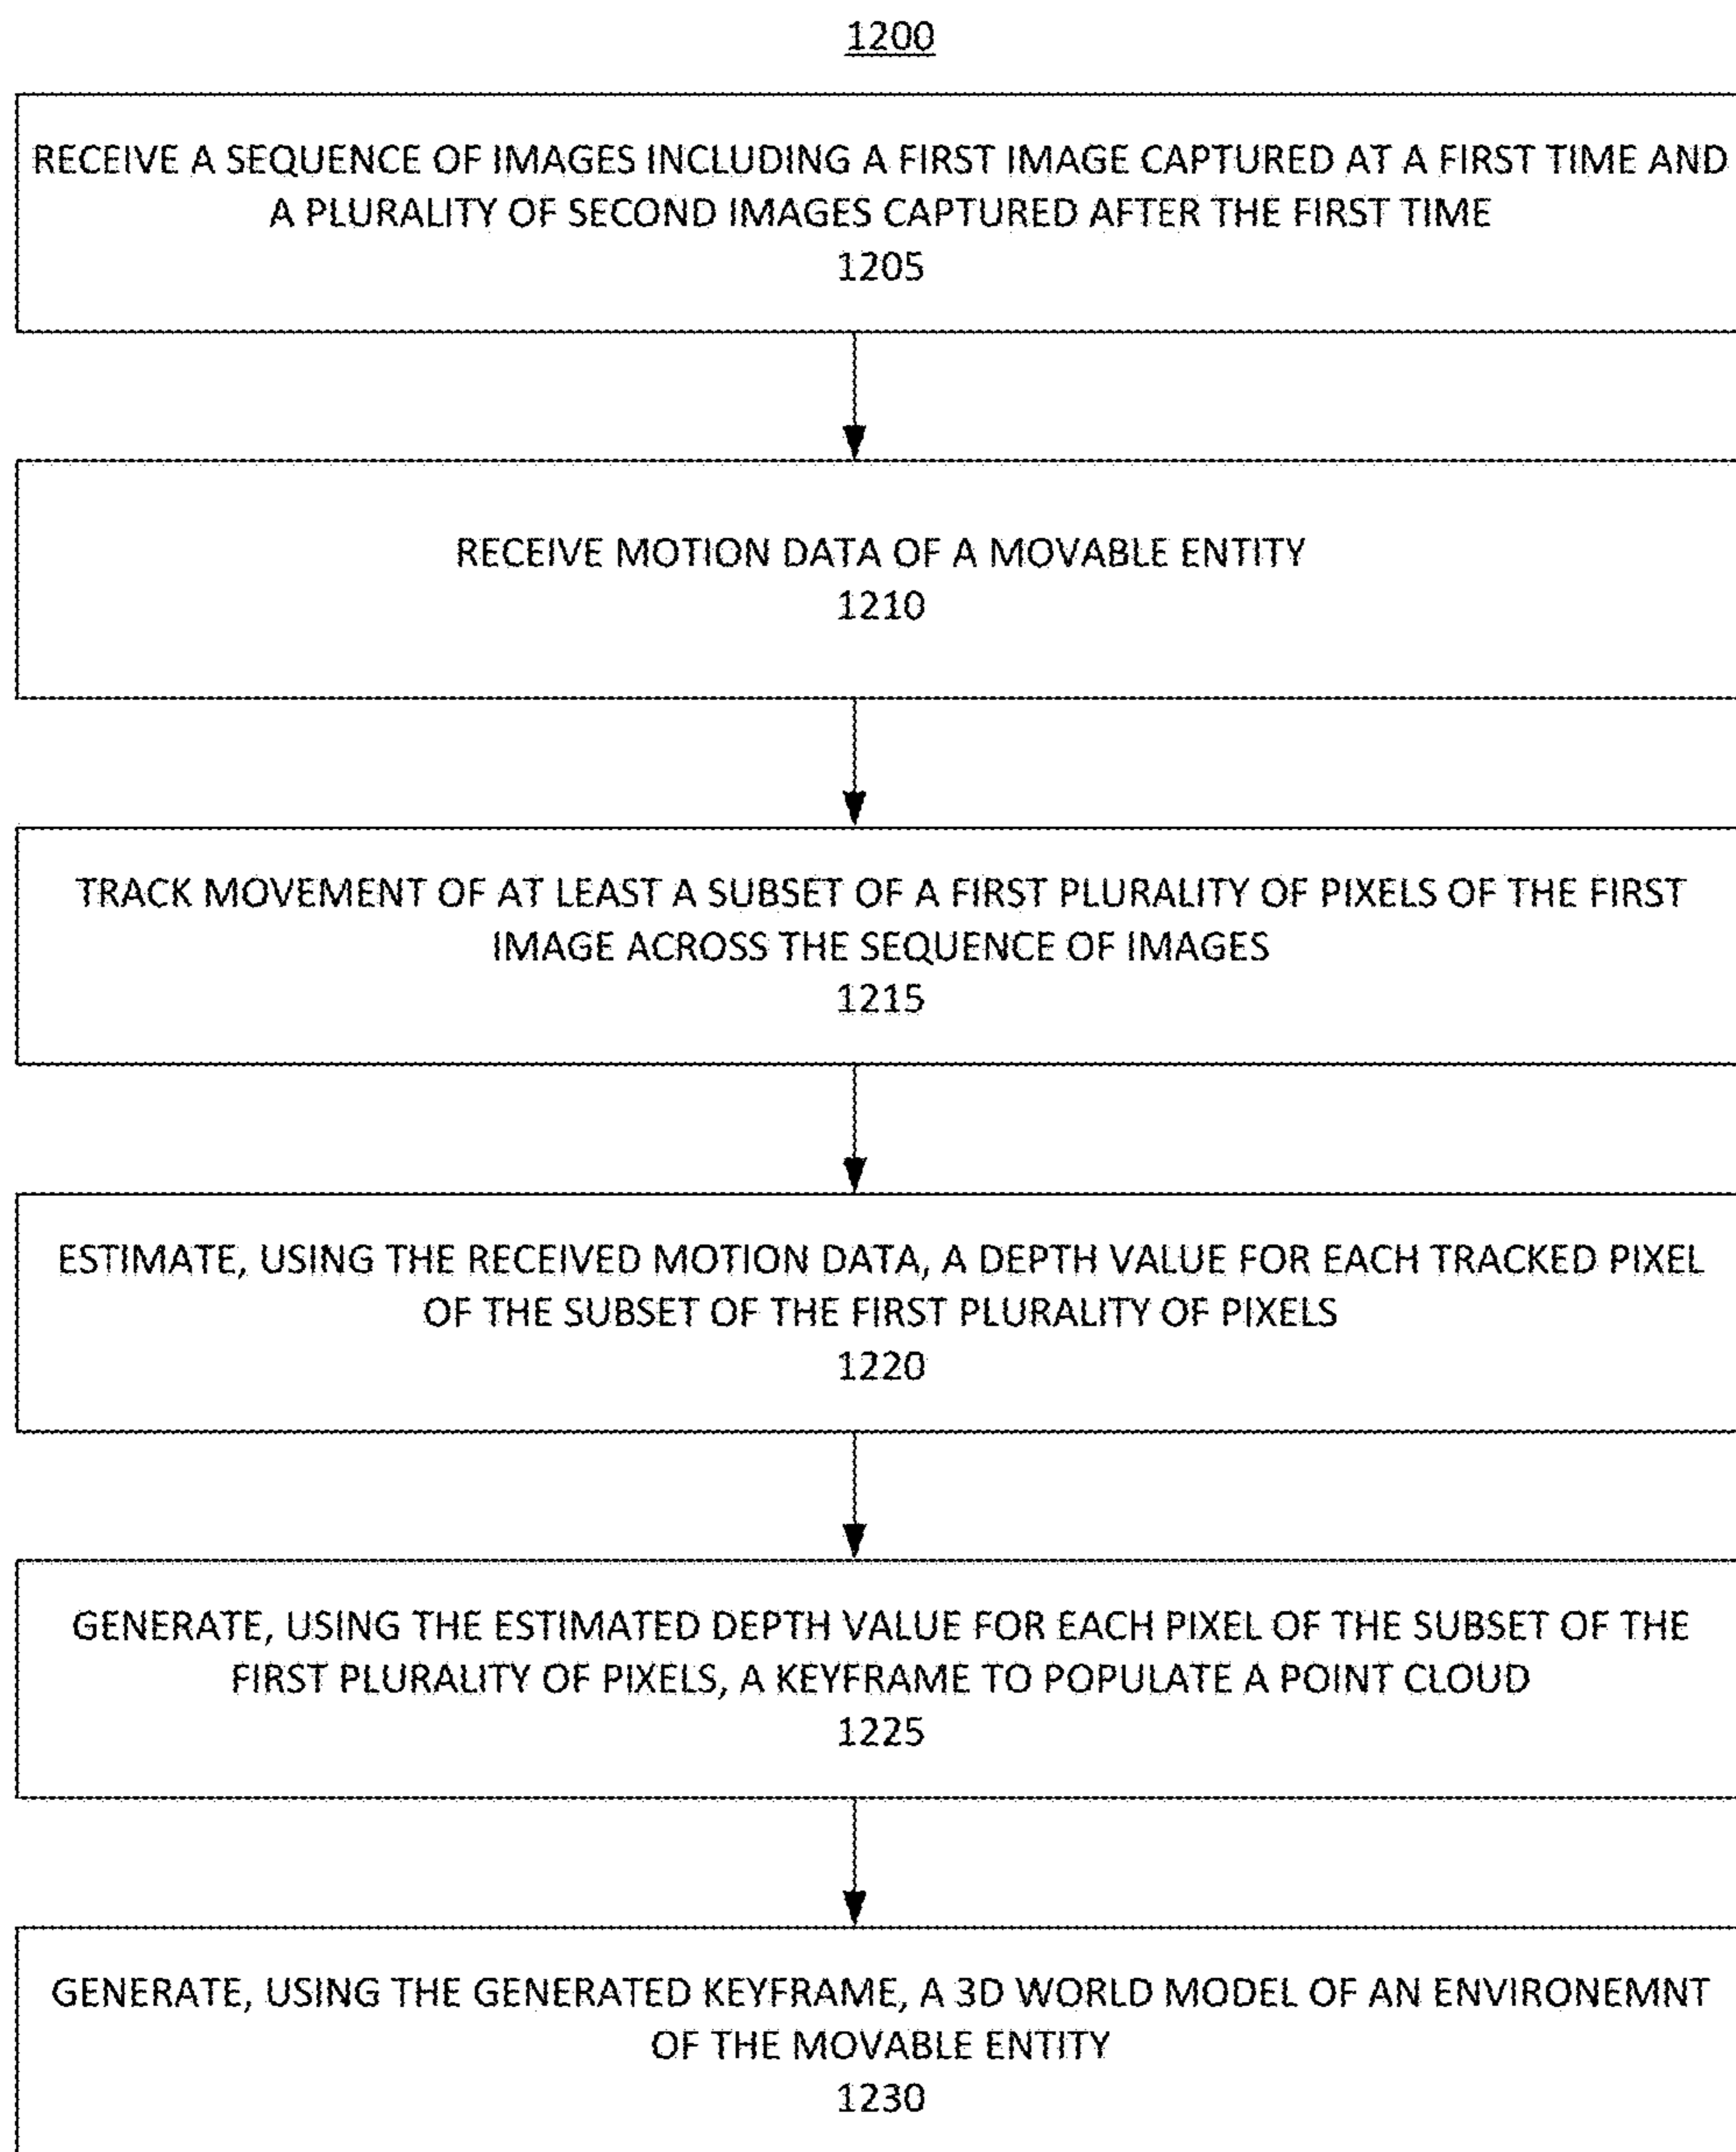 1200
RECEIVE A SEQUENCE OF IMAGES INCLUDING A FIRST IMAGE CAPTURED AT A FIRST TIME AND
A PLURALITY OF SECOND IMAGES CAPTURED AFTER THE FIRST TIME
1205
RECEIVE MOTION DATA OF A MOVABLE ENTITY
1210
TRACK MOVEMENT OF AT LEAST A SUBSET OF A FIRST PLURALITY OF PIXELS OF THE FIRST
IMAGE ACROSS THE SEQUENCE OF IMAGES
1215
ESTIMATE, USING THE RECEIVED MOTION DATA, A DEPTH VALUE FOR EACH TRACKED PIXEL
OF THE SUBSET OF THE FIRST PLURALITY OF PIXELS
1220
GENERATE, USING THE ESTIMATED DEPTH VALUE FOR EACH PIXEL OF THE SUBSET OF THE
FIRST PLURALITY OF PIXELS, A KEYFRAME TO POPULATE A POINT CLOUD
1225
GENERATE, USING THE GENERATED KEYFRAME, A 3D WORLD MODEL OF AN ENVIRONEMNT
OF THE MOVABLE ENTITY
1230